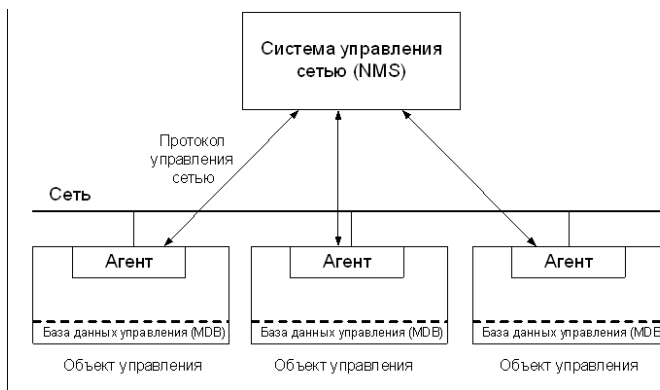 Система управления
сетью (NMS)
Протокол
управления
сетью
Сеть
Агент
Агент
Агент
База данных управления (MDB)
База данных управления (MDB)
База данных управления (MDB
Объект управления
Объект управления
Объект управления